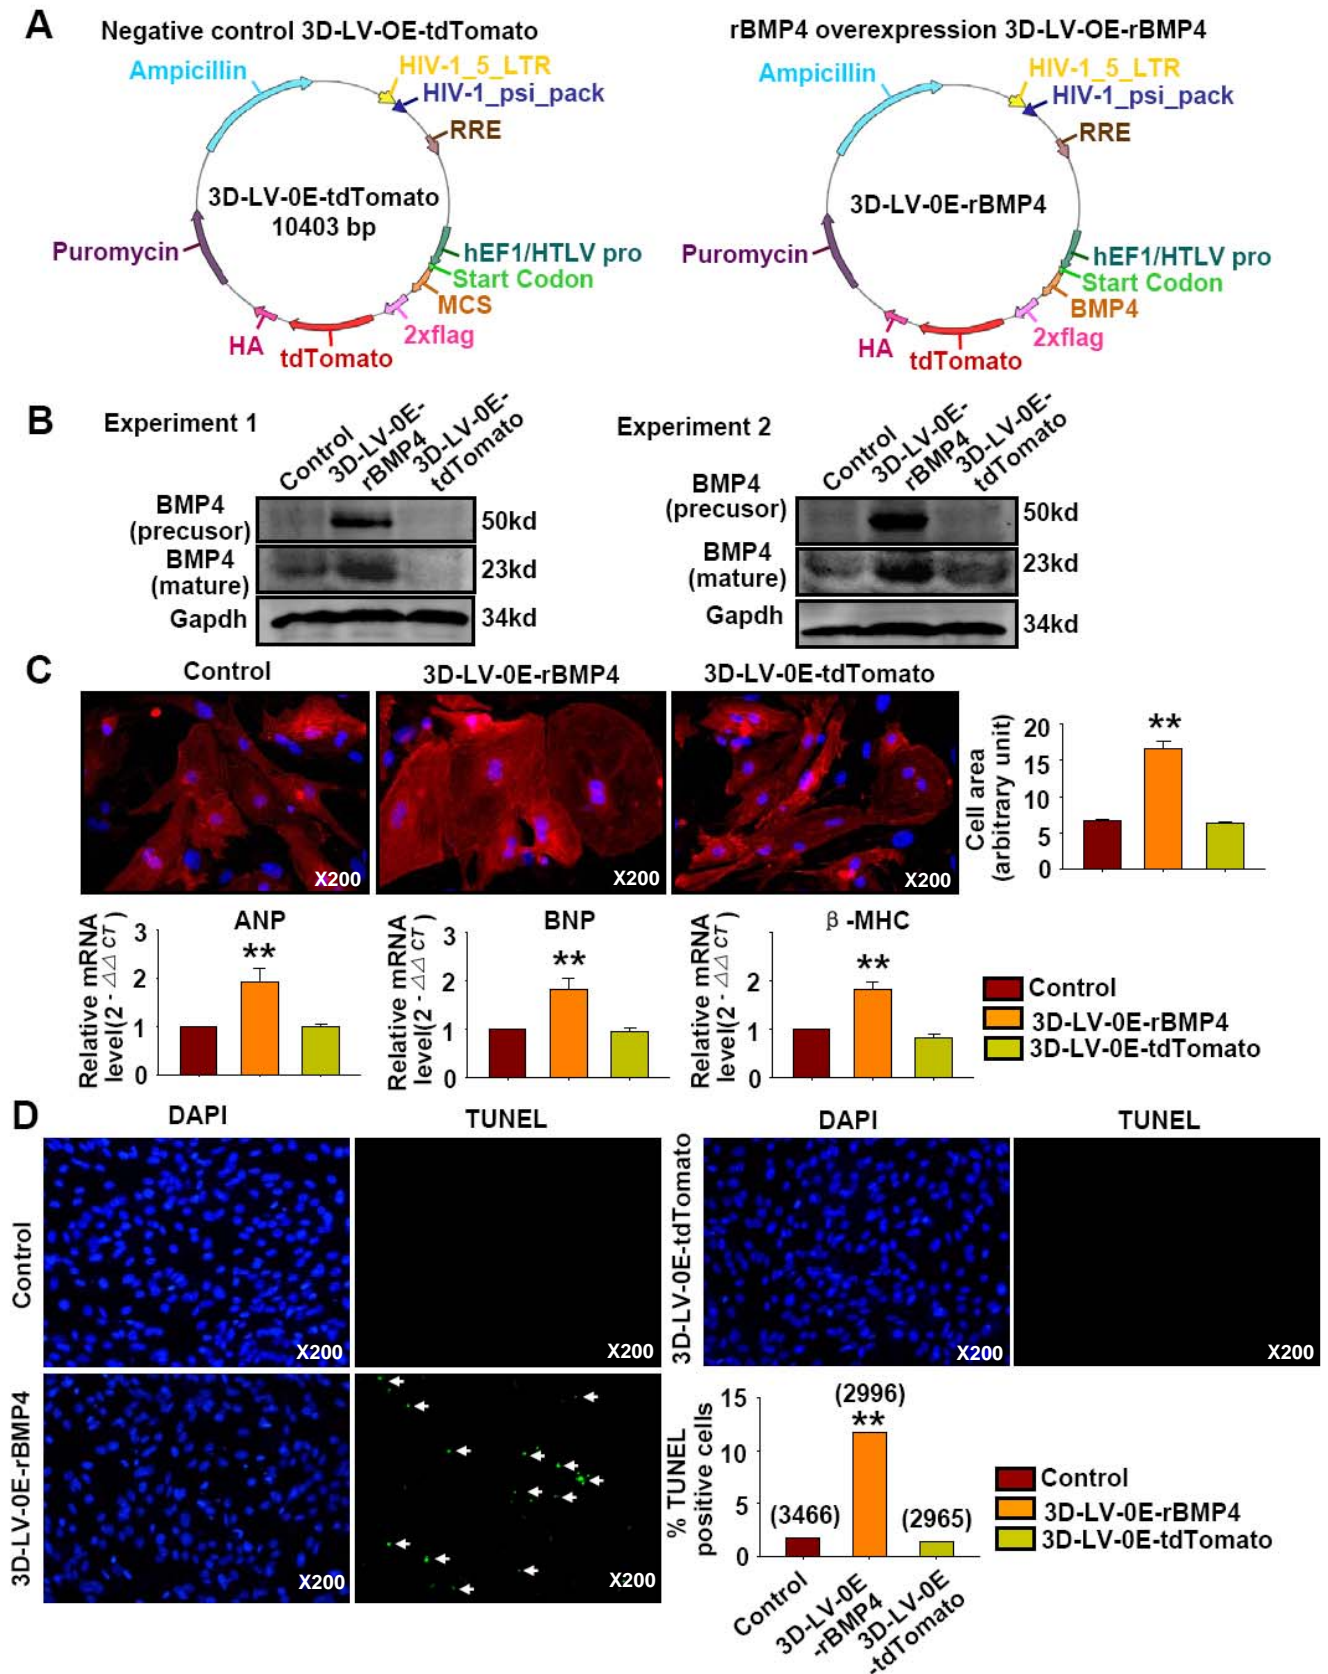 A
Negative control 3D-LV-OE-tdTomato
rBMP4 overexpression 3D-LV-OE-rBMP4
Ampicillin
HIV-1_5_LTR
HIV-1_psi_pack
RRE
3D-LV-0E-tdTomato
10403 bp
Puromycin
hEF1/HTLV pro
Start Codon
MCS
2xflag
HA
tdTomato
Ampicillin
HIV-1_5_LTR
HIV-1_psi_pack
RRE
3D-LV-0E-rBMP4
Puromycin
hEF1/HTLV pro
Start Codon
BMP4
2xflag
HA
tdTomato
B
Experiment 1
Control
3D-LV-0E-
rBMP4
3D-LV-0E-
tdTomato
BMP4
(precusor)
50kd
BMP4
(mature)
23kd
Gapdh
34kd
Experiment 2
Control
3D-LV-0E-
rBMP4
3D-LV-0E-
tdTomato
BMP4
(precusor)
50kd
BMP4
(mature)
23kd
Gapdh
34kd
C
Control
3D-LV-0E-rBMP4
3D-LV-0E-tdTomato
X200
X200
X200
Cell area
(arbitrary unit)
20
15
10
5
0
**
ANP
Relative mRNA
level(2 - △△ CT )
3
2
1
0
**
BNP
Relative mRNA
level(2 - △△ CT )
3
2
1
0
**
β -MHC
Relative mRNA
level(2 - △△ CT )
2
1
0
**
Control
3D-LV-0E-rBMP4
3D-LV-0E-tdTomato
D
DAPI
TUNEL
DAPI
TUNEL
Control
X200
X200
3D-LV-0E-tdTomato
X200
X200
3D-LV-0E-rBMP4
X200
X200
% TUNEL
positive cells
15
10
5
0
(3466)
(2996)
**
(2965)
Control
3D-LV-0E
-rBMP4
3D-LV-0E
-tdTomato
Control
3D-LV-0E-rBMP4
3D-LV-0E-tdTomato